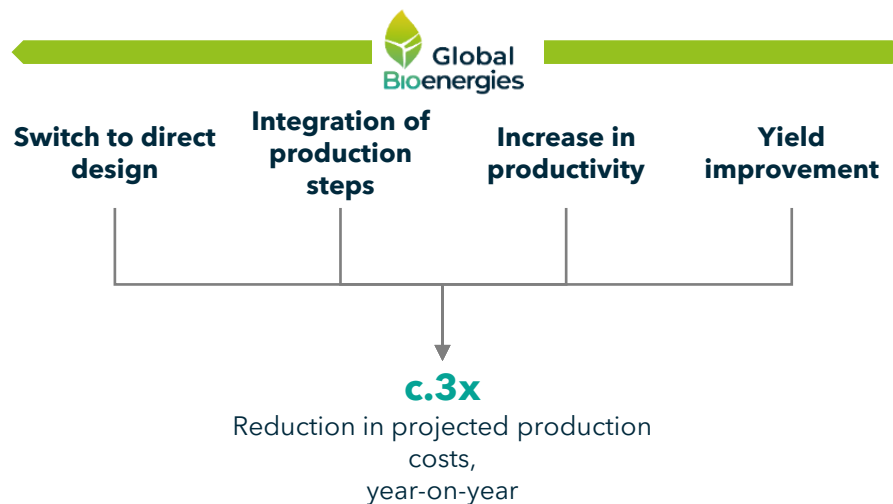 Global
Bioenergies
Switch to direct
design
Integration of
production
steps
Increase in
productivity
Yield
improvement
c.3x
Reduction in projected production
costs,
year-on-year